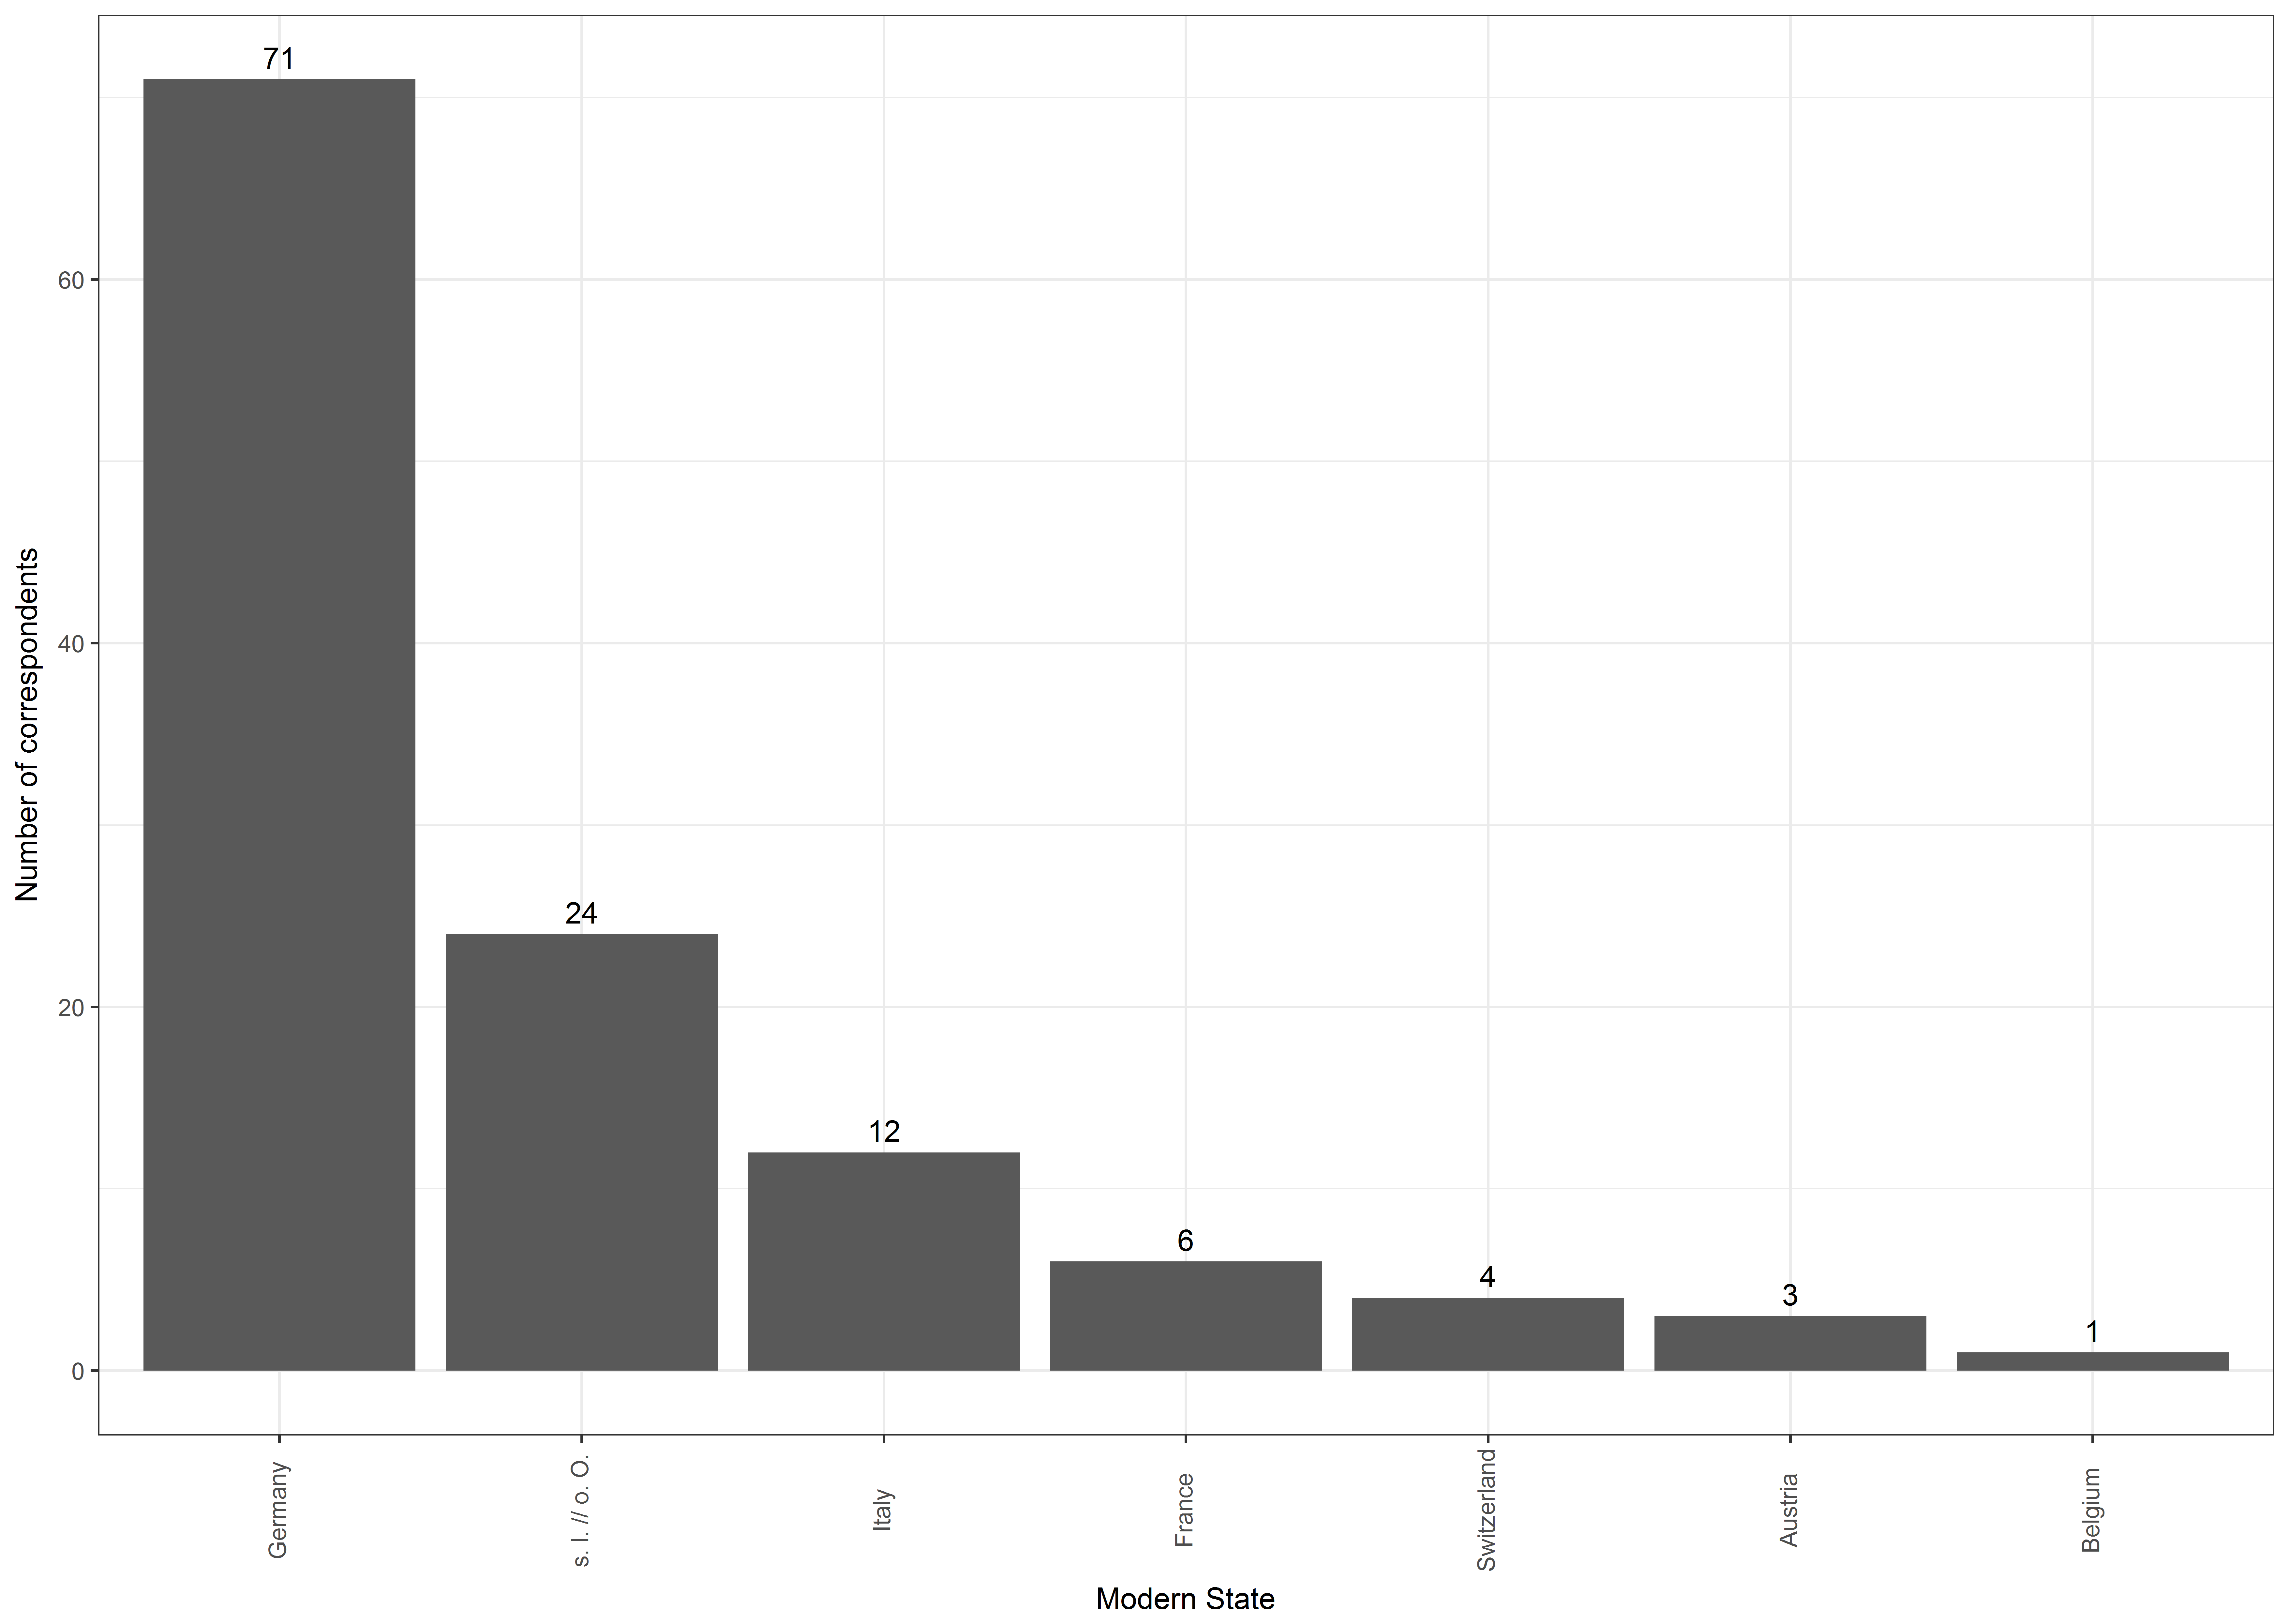 Number of correspondents
60
40
20
0
71
24
12
6
4
3
1
Germany
s. l. // o. O.
Italy
France
Switzerland
Austria
Belgium
Modern State